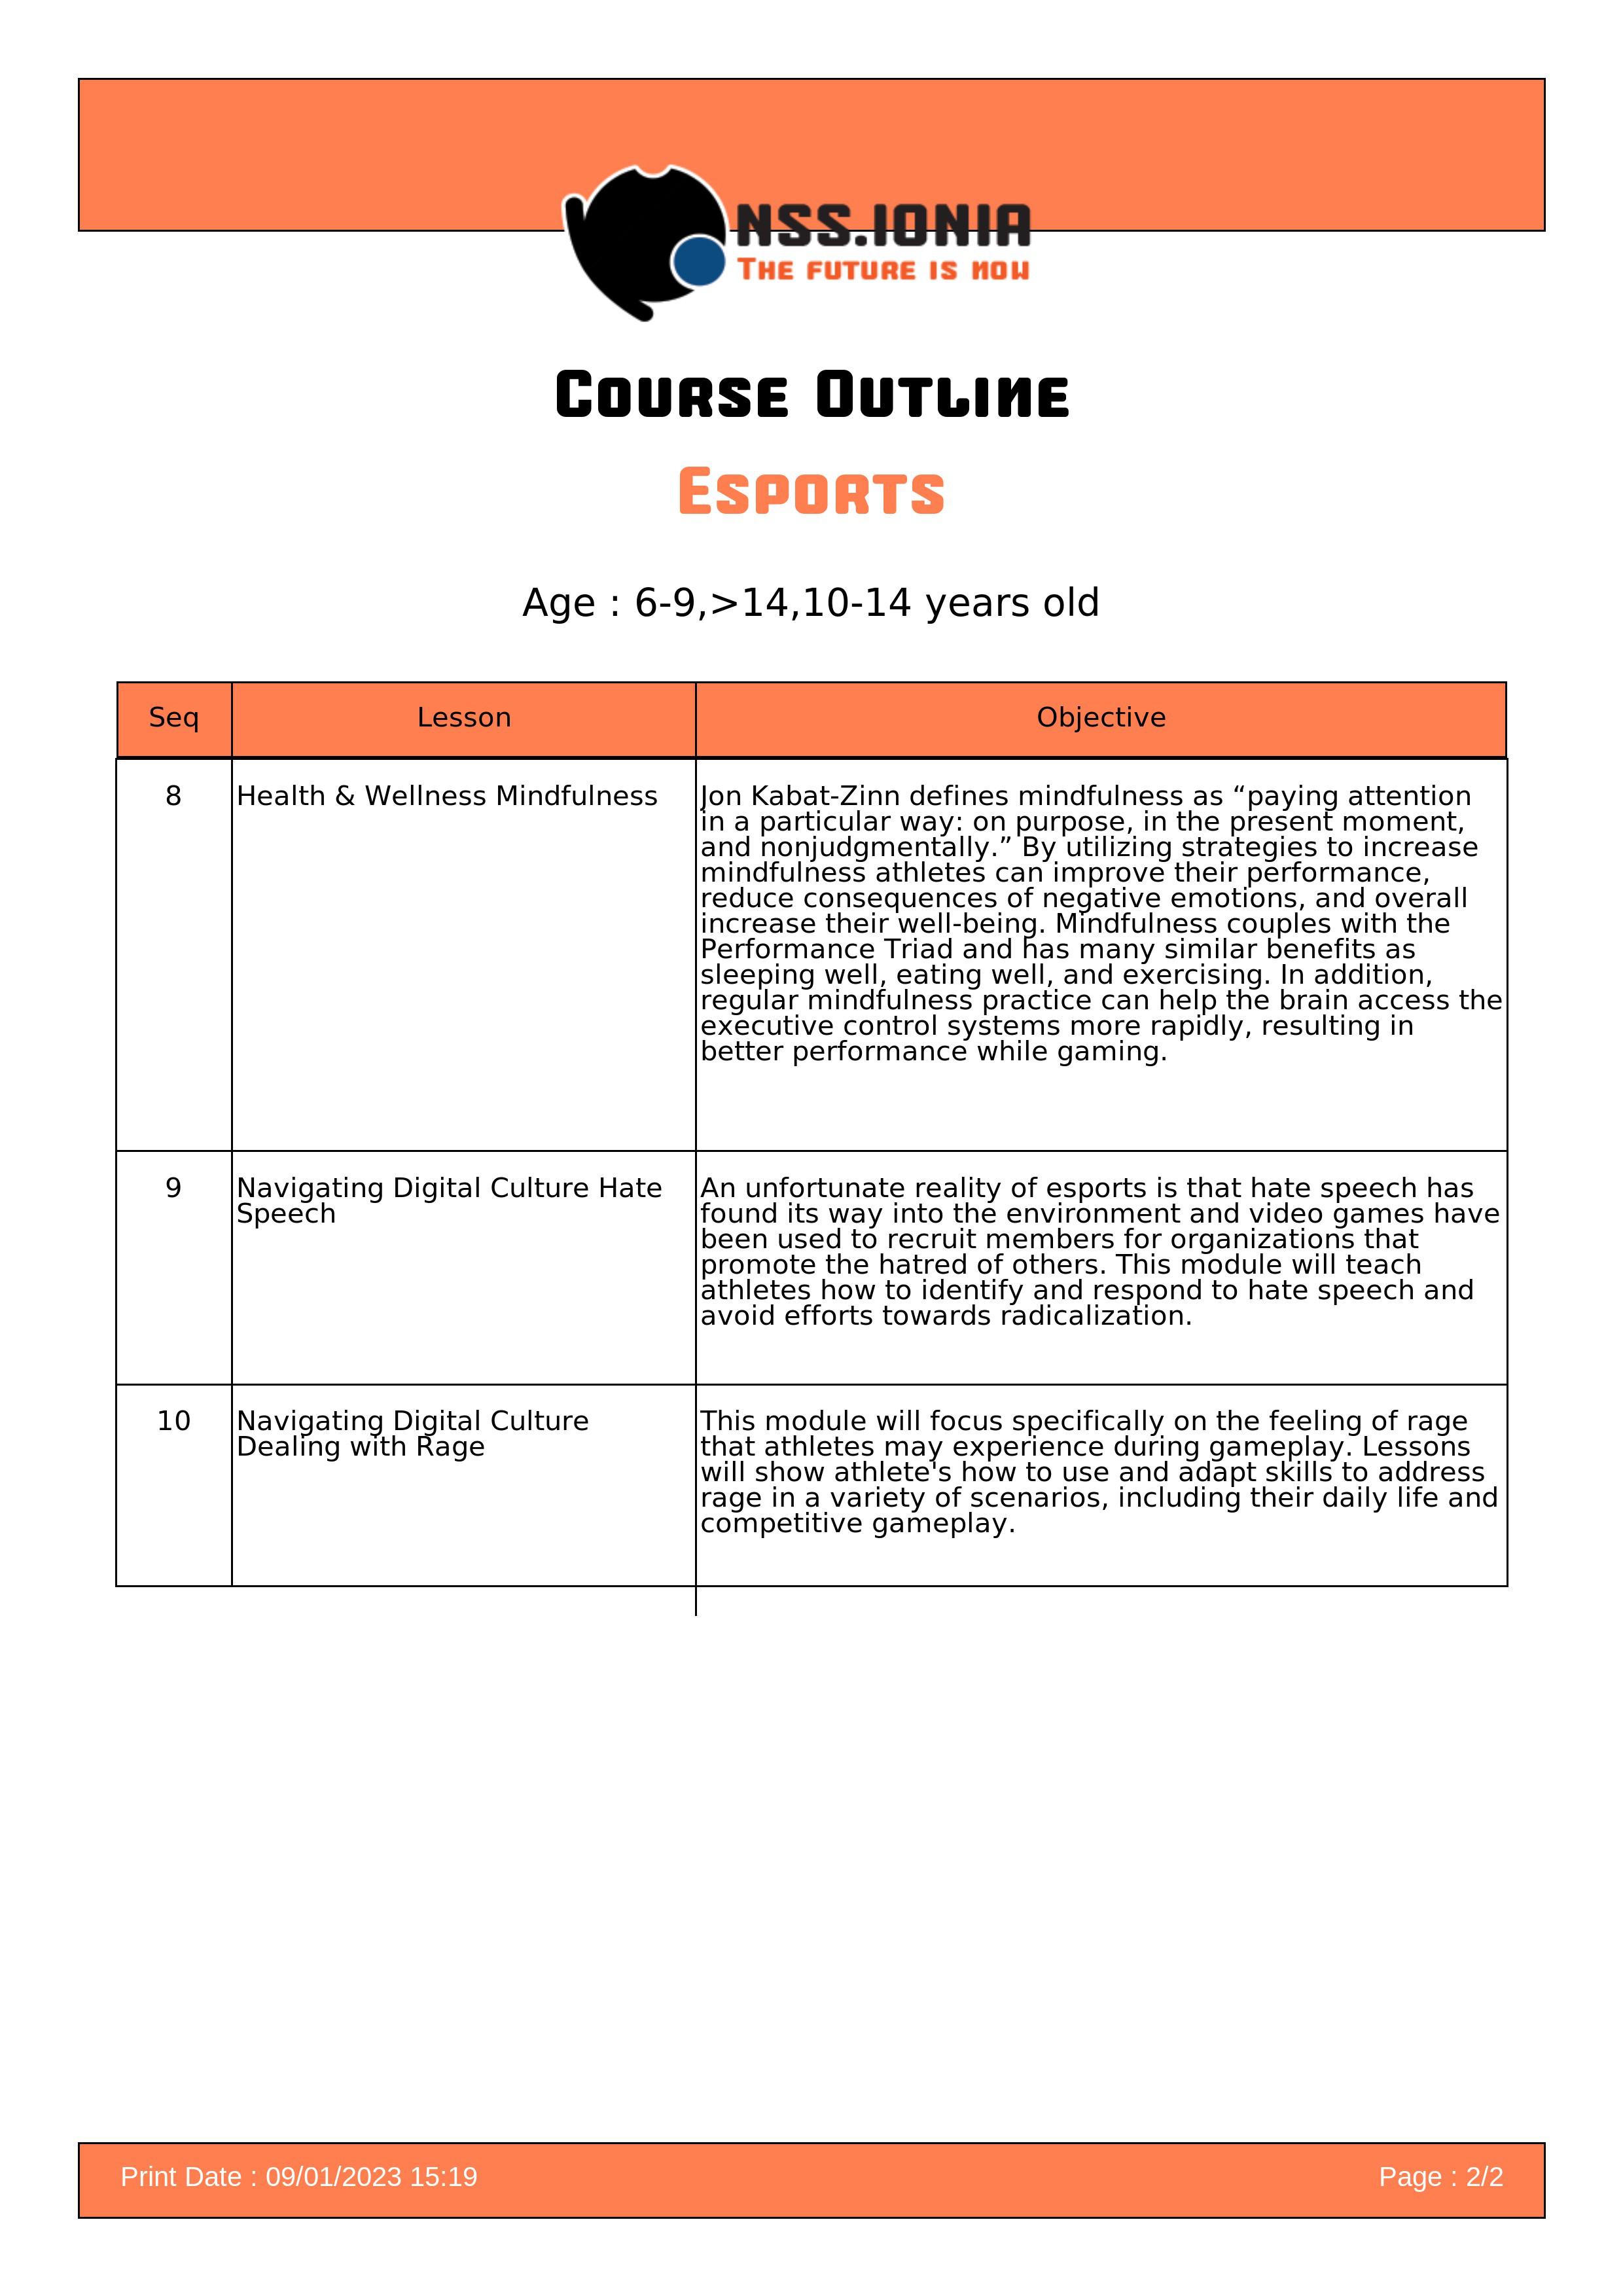 NSS.IONIA
The future is now
Course Outline
Esports
Age : 6-9,>14,10-14 years old
Seq Lesson Objective
8 Health & Wellness Mindfulness Jon Kabat-Zinn defines mindfulness as “paying attention
in a particular way: on purpose, in the present moment,
and nonjudgmentally.” By utilizing strategies to increase
mindfulness athletes can improve their performance,
reduce consequences of negative emotions, and overall
increase their well-being. Mindfulness couples with the
Performance Triad and has many similar benefits as
sleeping well, eating well, and exercising. In addition,
regular mindfulness practice can help the brain access the
executive control systems more rapidly, resulting in
better performance while gaming.
9 Navigating Digital Culture Hate
Speech
An unfortunate reality of esports is that hate speech has
found its way into the environment and video games have
been used to recruit members for organizations that
promote the hatred of others. This module will teach
athletes how to identify and respond to hate speech and
avoid efforts towards radicalization.
10 Navigating Digital Culture
Dealing with Rage
This module will focus specifically on the feeling of rage
that athletes may experience during gameplay. Lessons
will show athlete's how to use and adapt skills to address
rage in a variety of scenarios, including their daily life and
competitive gameplay.
Print Date : 09/01/2023 15:19 Page : 2/2